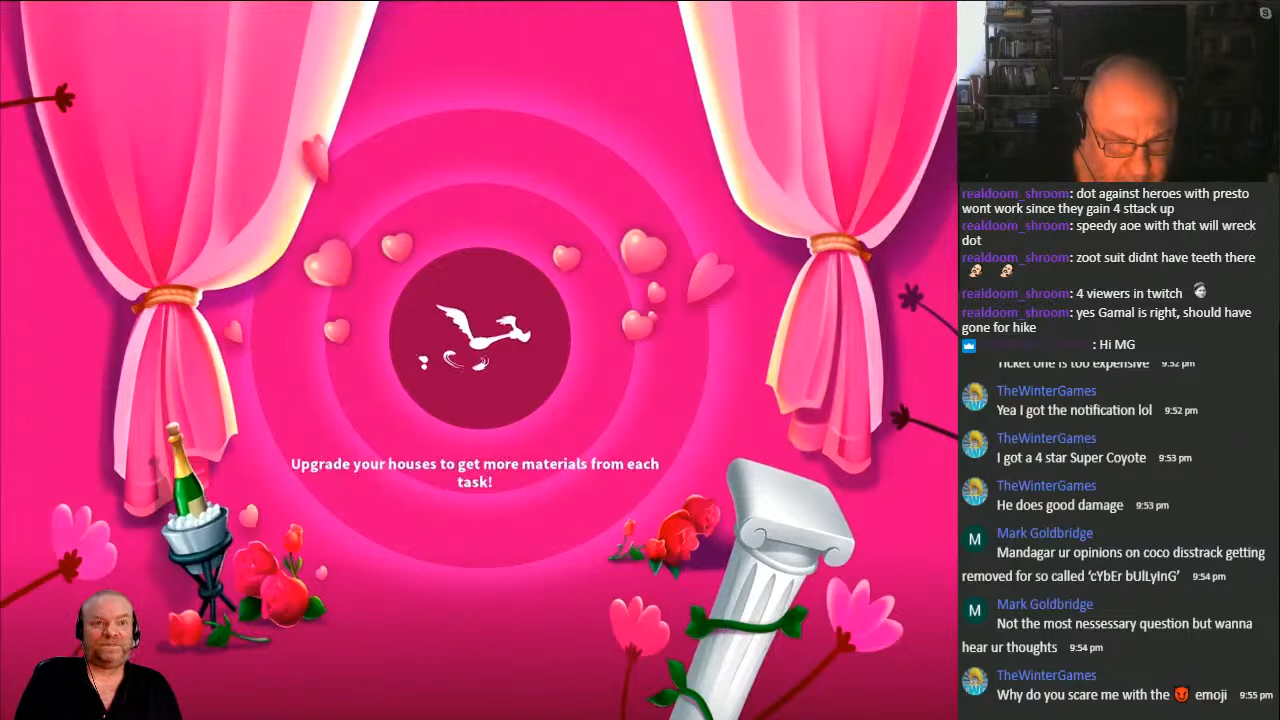 Upgrade your houses to get more materials from each
task!
realdoom_shroom: dot against heroes with presto
wont work since they gain 4 sttack up
realdoom_shroom: speedy aoe with that will wreck
dot
realdoom_shroom: zoot suit didnt have teeth there
realdoom_shroom: 4 viewers in twitch
realdoom_shroom: yes Gamal is right, should have
gone for hike
: Hi MG
Ticket one is too expensive 9:52 pm
TheWinterGames
Yea I got the notification lol 9:52 pm
TheWinterGames
I got a 4 star Super Coyote 9:53 pm
TheWinterGames
He does good damage 9:53 pm
M Mark Goldbridge
Mandagar ur opinions on coco disstrack getting
removed for so called ‘cYbEr bUlLyInG’ 9:54 pm
M Mark Goldbridge
Not the most nessessary question but wanna
hear ur thoughts 9:54 pm
TheWinterGames
Why do you scare me with the 😈 emoji 9:55 pm